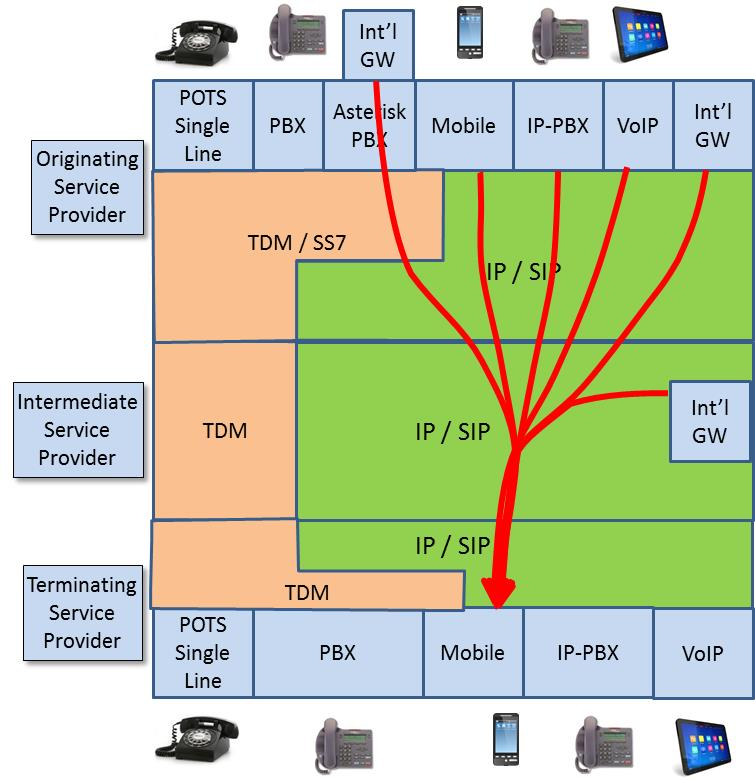 Int'l
GW
POTS
Single
Line
PBX
Asterisk
PBX
Mobile
IP-PBX
VoIP
Int'l
GW
Originating
Service
Provider
TDM / SS7
IP / SIP
Intermediate
Service
Provider
TDM
IP / SIP
Int'l
GW
IP / SIP
TDM
Terminating
Service
Provider
POTS
Single
Line
PBX
Mobile
IP-PBX
VoIP